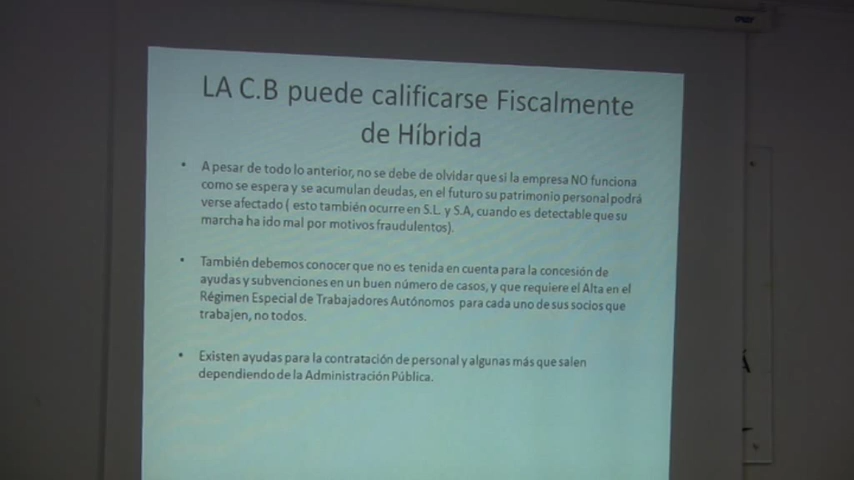 LA C.B puede calificarse Fiscalmente
de Híbrida
• A pesar de todo lo anterior, no se debe de olvidar que si la empresa NO funciona
como se espera y se acumulan deudas, en el futuro su patrimonio personal podrá
verse afectado ( esto también ocurre en S.L. y S.A, cuando es detectable que su
marcha ha ido mal por motivos fraudulentos).
• También debemos conocer que no es tenida en cuenta para la concesión de
ayudas y subvenciones en un buen número de casos, y que requiere el Alta en el
Régimen Especial de Trabajadores Autónomos para cada uno de sus socios que
trabajen, no todos.
• Existen ayudas para la contratación de personal y algunas más que salen
dependiendo de la Administración Pública.